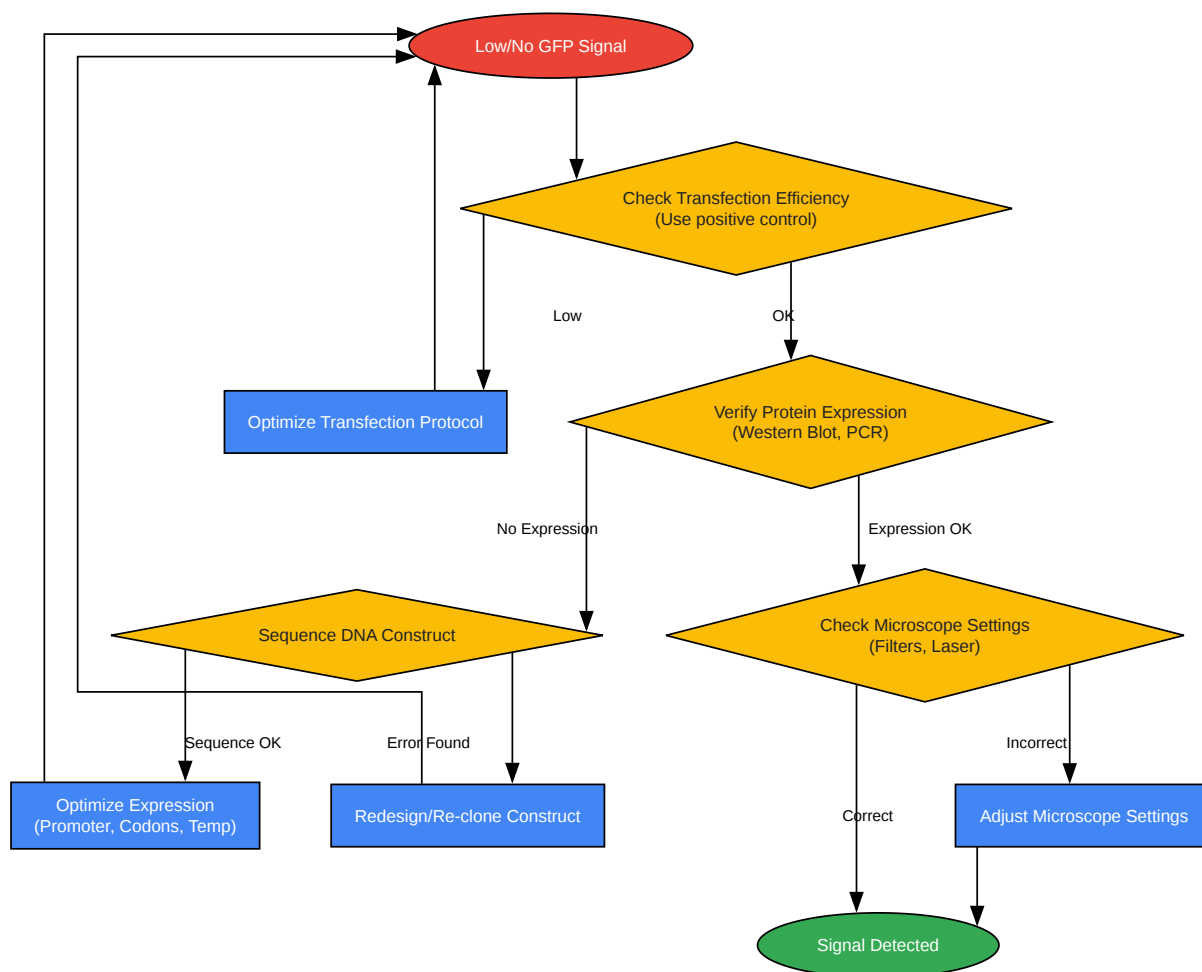 Low/No GFP Signal
Check Transfection Efficiency
(Use positive control)
Low
OK
Optimize Transfection Protocol
Verify Protein Expression
(Western Blot, PCR)
No Expression
Expression OK
Sequence DNA Construct
Check Microscope Settings
(Filters, Laser)
Sequence OK
Error Found
Incorrect
Optimize Expression
(Promoter, Codons, Temp)
Redesign/Re-clone Construct
Correct
Adjust Microscope Settings
Signal Detected